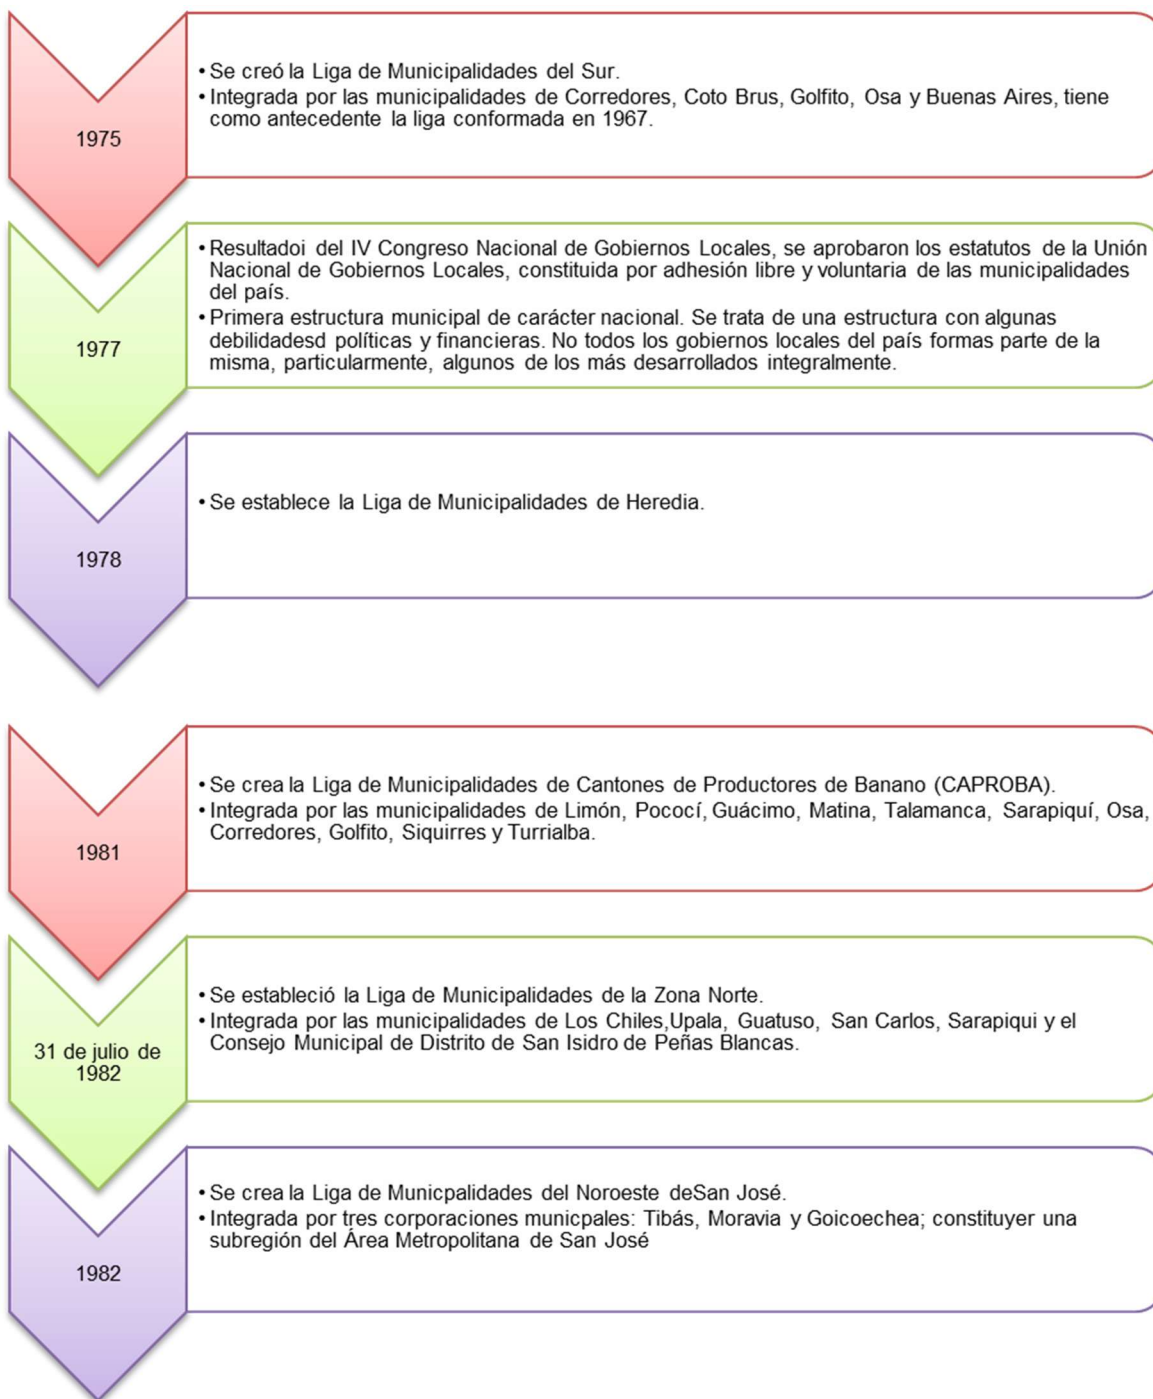 1975
• Se creó la Liga de Municipalidades del Sur.
• Integrada por las municipalidades de Corredores, Coto Brus, Golfito, Osa y Buenas Aires, tiene
como antecedente la liga conformada en 1967.
1977
• Resultadoi del IV Congreso Nacional de Gobiernos Locales, se aprobaron los estatutos de la Unión
Nacional de Gobiernos Locales, constituida por adhesión libre y voluntaria de las municipalidades
del país.
• Primera estructura municipal de carácter nacional. Se trata de una estructura con algunas
debilidadesd políticas y financieras. No todos los gobiernos locales del país formas parte de la
misma, particularmente, algunos de los más desarrollados integralmente.
1978
• Se establece la Liga de Municipalidades de Heredia.
1981
• Se crea la Liga de Municipalidades de Cantones de Productores de Banano (CAPROBA).
• Integrada por las municipalidades de Limón, Pococí, Guácimo, Matina, Talamanca, Sarapiquí, Osa,
Corredores, Golfito, Siquirres y Turrialba.
31 de julio de
1982
• Se estableció la Liga de Municipalidades de la Zona Norte.
• Integrada por las municipalidades de Los Chiles,Upala, Guatuso, San Carlos, Sarapiqui y el
Consejo Municipal de Distrito de San Isidro de Peñas Blancas.
1982
• Se crea la Liga de Municpalidades del Noroeste deSan José.
• Integrada por tres corporaciones municpales: Tibás, Moravia y Goicoechea; constituyer una
subregión del Área Metropolitana de San José